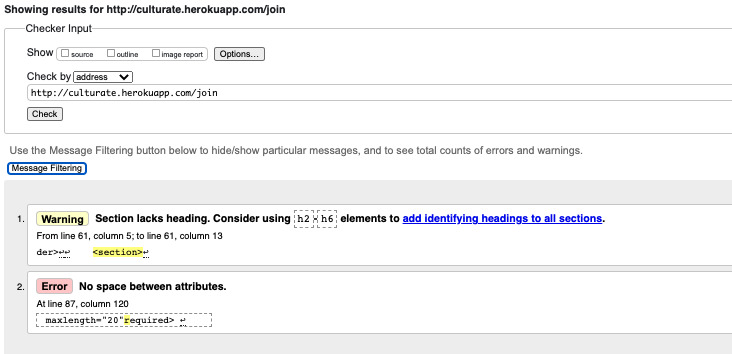 Showing results for http://culturate.herokuapp.com/join
Checker Input
Show source outline image report Options...
Check by address
http://culturate.herokuapp.com/join
Check
Use the Message Filtering button below to hide/show particular messages, and to see total counts of errors and warnings.
Message Filtering
1. Warning Section lacks heading. Consider using h2-h6 elements to add identifying headings to all sections.
From line 61, column 5; to line 61, column 13
der>↩↩ <section>↩
2. Error No space between attributes.
At line 87, column 120
maxlength="20"required> ↩